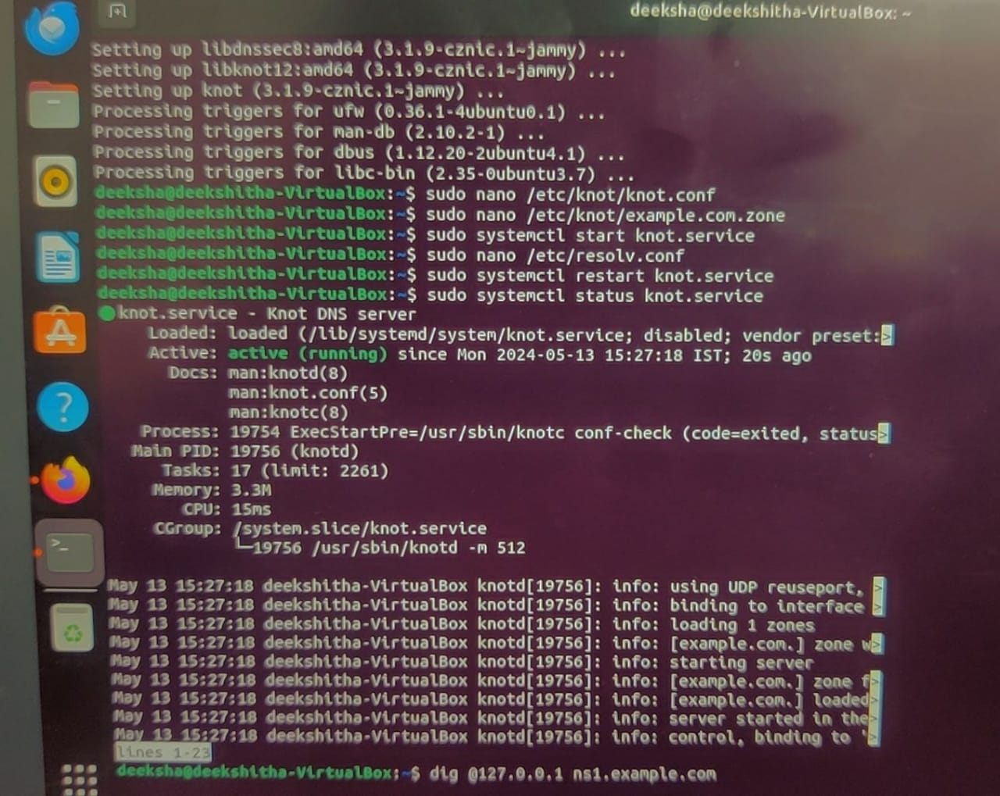 deeksha@deekshitha-VirtualBox: ~
Setting up libdnssec8:amd64 (3.1.9-cznic.1~jammy) ...
Setting up libknot12:amd64 (3.1.9-cznic.1~jammy) ...
Setting up knot (3.1.9-cznic.1~jammy) ...
Processing triggers for ufw (0.36.1-4ubuntu0.1) ...
Processing triggers for man-db (2.10.2-1) ...
Processing triggers for dbus (1.12.20-2ubuntu4.1) ...
Processing triggers for libc-bin (2.35-0ubuntu3.7) ...
deeksha@deekshitha-VirtualBox:~$ sudo nano /etc/knot/knot.conf
deeksha@deekshitha-VirtualBox:~$ sudo nano /etc/knot/example.com.zone
deeksha@deekshitha-VirtualBox:~$ sudo systemctl start knot.service
deeksha@deekshitha-VirtualBox:~$ sudo nano /etc/resolv.conf
deeksha@deekshitha-VirtualBox:~$ sudo systemctl restart knot.service
deeksha@deekshitha-VirtualBox:~$ sudo systemctl status knot.service
● knot.service - Knot DNS server
Loaded: loaded (/lib/systemd/system/knot.service; disabled; vendor preset:>
Active: active (running) since Mon 2024-05-13 15:27:18 IST; 20s ago
Docs: man:knotd(8)
man:knot.conf(5)
man:knotc(8)
Process: 19754 ExecStartPre=/usr/sbin/knotc conf-check (code=exited, status>
Main PID: 19756 (knotd)
Tasks: 17 (limit: 2261)
Memory: 3.3M
CPU: 15ms
CGroup: /system.slice/knot.service
└─19756 /usr/sbin/knotd -m 512
May 13 15:27:18 deekshitha-VirtualBox knotd[19756]: info: using UDP reuseport, >
May 13 15:27:18 deekshitha-VirtualBox knotd[19756]: info: binding to interface >
May 13 15:27:18 deekshitha-VirtualBox knotd[19756]: info: loading 1 zones
May 13 15:27:18 deekshitha-VirtualBox knotd[19756]: info: [example.com.] zone w>
May 13 15:27:18 deekshitha-VirtualBox knotd[19756]: info: starting server
May 13 15:27:18 deekshitha-VirtualBox knotd[19756]: info: [example.com.] zone f>
May 13 15:27:18 deekshitha-VirtualBox knotd[19756]: info: [example.com.] loaded>
May 13 15:27:18 deekshitha-VirtualBox knotd[19756]: info: server started in the>
May 13 15:27:18 deekshitha-VirtualBox knotd[19756]: info: control, binding to '>
lines 1-23
deeksha@deekshitha-VirtualBox:~$ dig @127.0.0.1 ns1.example.com